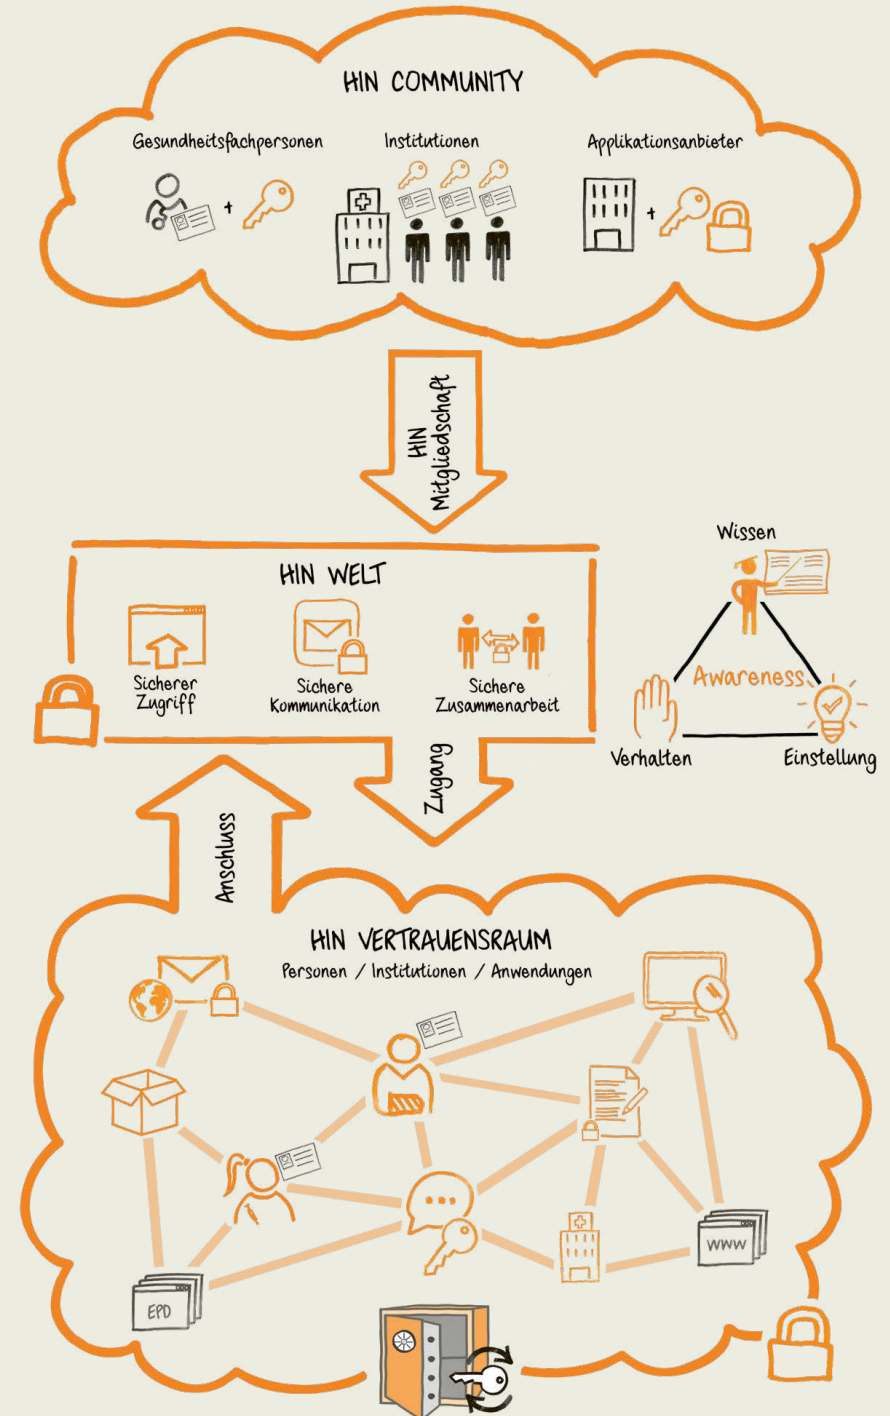 HIN COMMUNITY
Gesundheitsfachpersonen
Institutionen
Applikationsanbieter
HIN
Mitgliedschaft
HIN WELT
Sicherer
Zugriff
Sichere
Kommunikation
Sichere
Zusammenarbeit
Wissen
Awareness
Verhalten
Einstellung
Zugang
Anschluss
HIN VERTRAUENSRAUM
Personen / Institutionen / Anwendungen
WWW
EPD